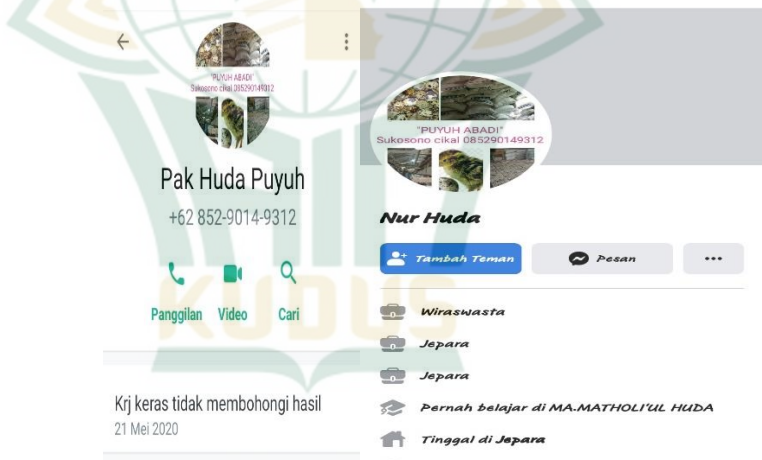 "PUYUH ABADI"
Sukosono cikal 085290149312
Pak Huda Puyuh
+62 852-9014-9312
Panggilan Video Cari
Krj keras tidak membohongi hasil
21 Mei 2020
"PUYUH ABADI"
Sukosono cikal 085290149312
Nur Huda
Tambah Teman
Pesan
Wiraswasta
Jepara
Jepara
Pernah belajar di MA.MATHOLI'UL HUDA
Tinggal di Jepara
KUDUS